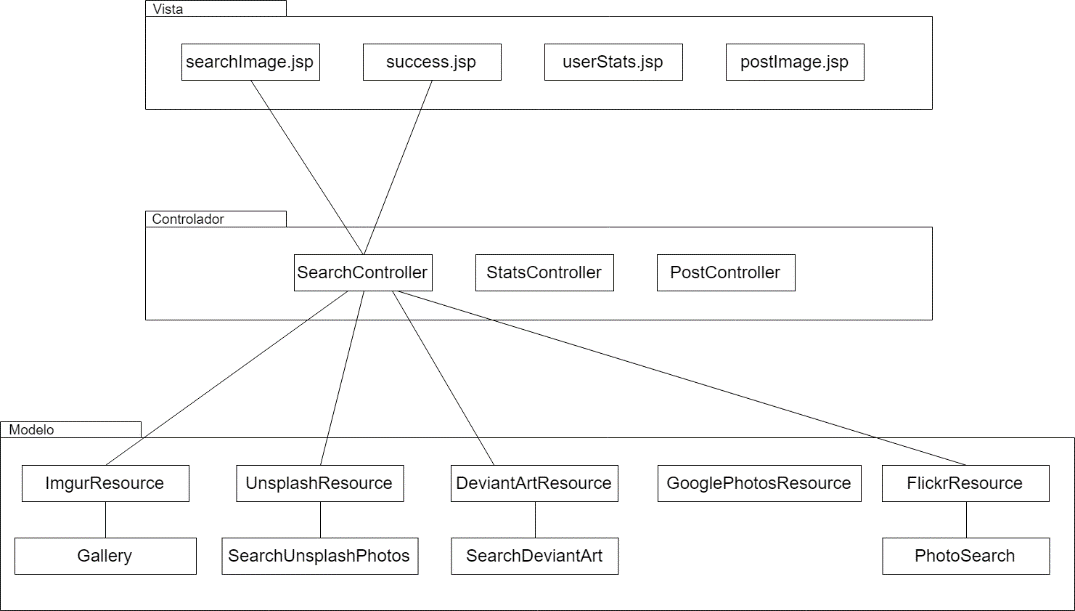 Vista
searchImage.jsp
success.jsp
userStats.jsp
postImage.jsp
Controlador
SearchController
StatsController
PostController
Modelo
ImgurResource
UnsplashResource
DeviantArtResource
GooglePhotosResource
FlickrResource
Gallery
SearchUnsplashPhotos
SearchDeviantArt
PhotoSearch